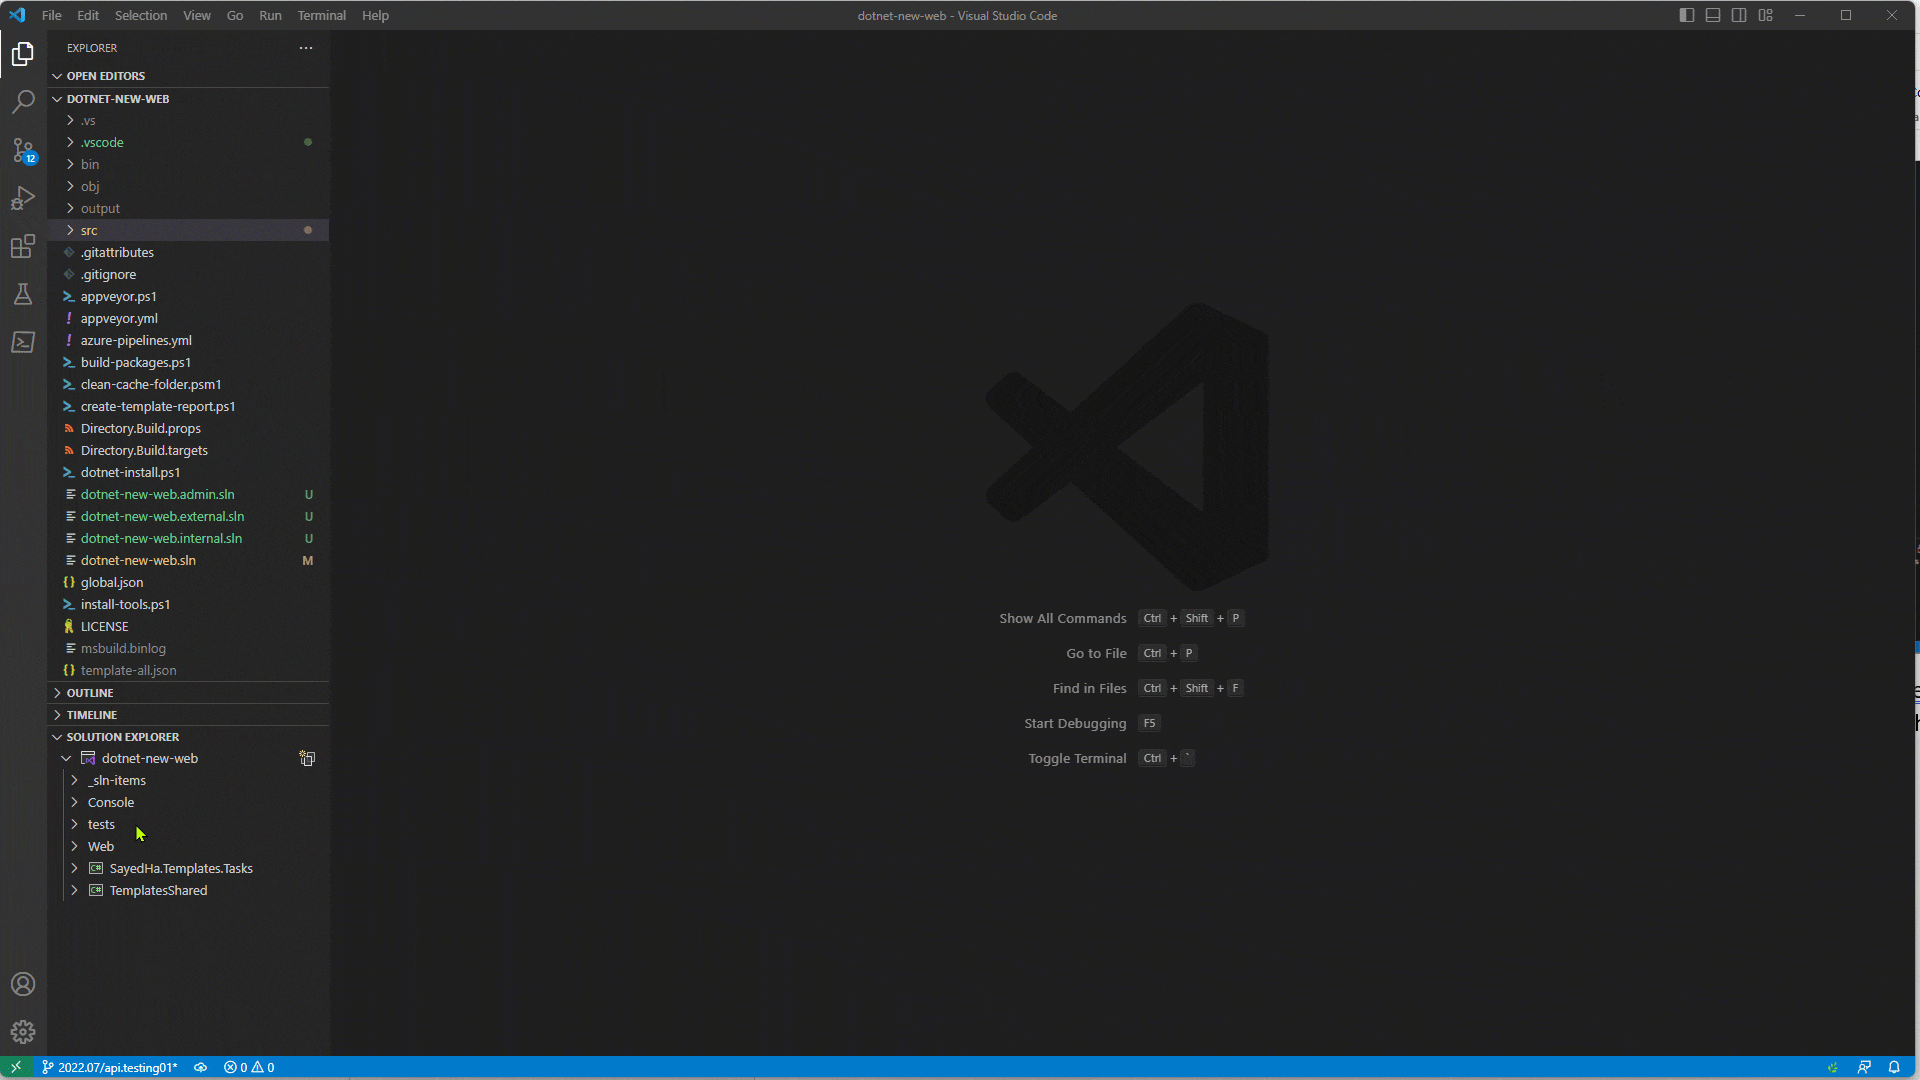 File Edit Selection View Go Run Terminal Help
dotnet-new-web - Visual Studio Code
EXPLORER
OPEN EDITORS
DOTNET-NEW-WEB
.vs
.vscode
bin
obj
output
src
.gitattributes
.gitignore
appveyor.ps1
appveyor.yml
azure-pipelines.yml
build-packages.ps1
clean-cache-folder.psm1
create-template-report.ps1
Directory.Build.props
Directory.Build.targets
dotnet-install.ps1
dotnet-new-web.admin.sln U
dotnet-new-web.external.sln U
dotnet-new-web.internal.sln U
dotnet-new-web.sln M
global.json
install-tools.ps1
LICENSE
msbuild.binlog
template-all.json
OUTLINE
TIMELINE
SOLUTION EXPLORER
dotnet-new-web
_sln-items
Console
tests
Web
SayedHa.Templates.Tasks
TemplatesShared
12
Show All Commands Ctrl + Shift + P
Go to File Ctrl + P
Find in Files Ctrl + Shift + F
Start Debugging F5
Toggle Terminal Ctrl + `
2022.07/api.testing01* 0 0